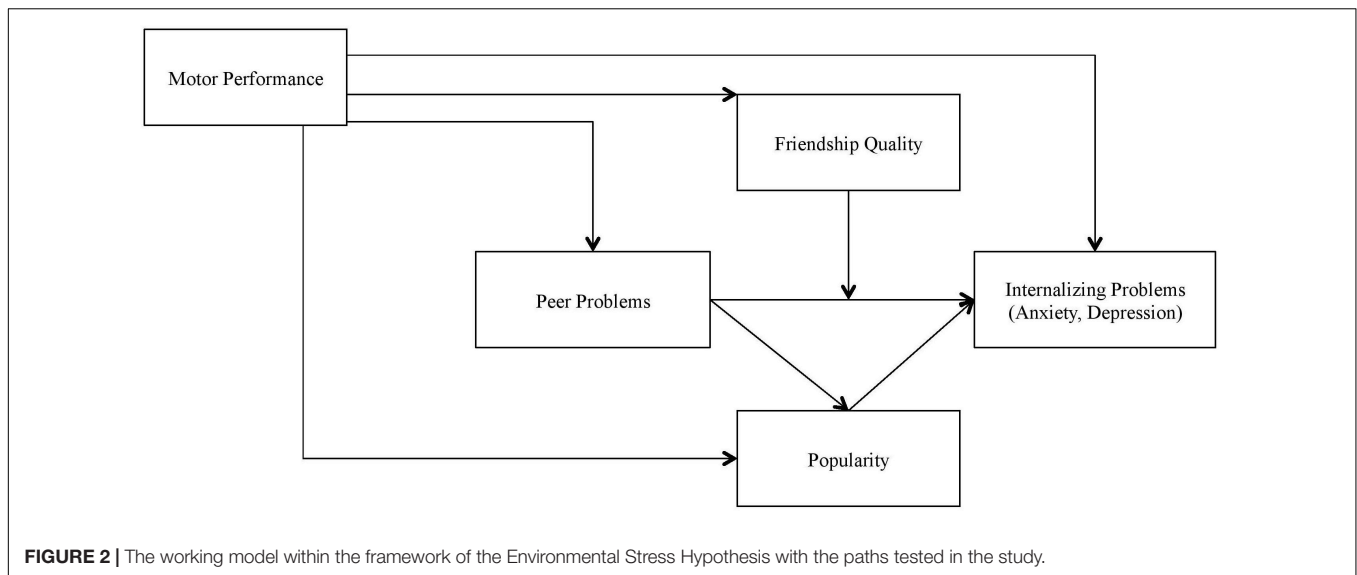 Motor Performance
Friendship Quality
Peer Problems
Internalizing Problems
(Anxiety, Depression)
Popularity
FIGURE 2 | The working model within the framework of the Environmental Stress Hypothesis with the paths tested in the study.